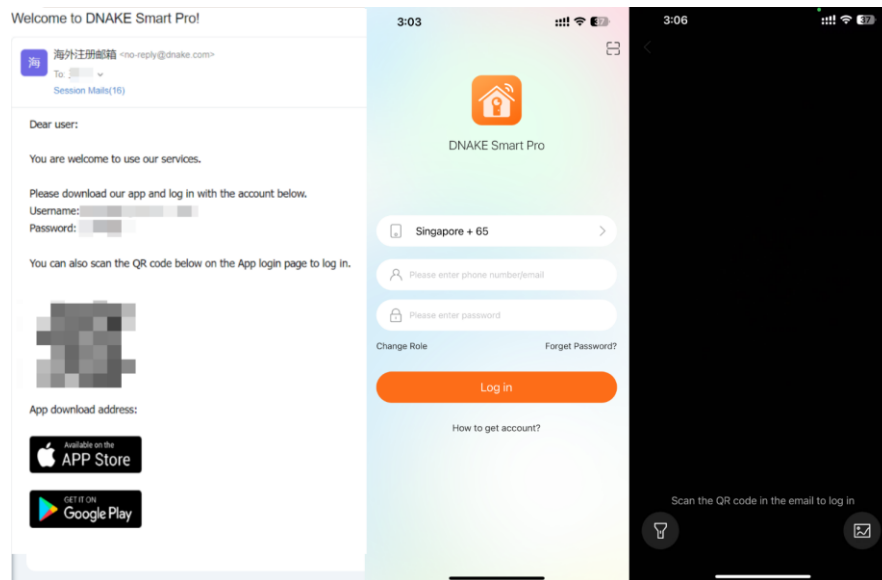 Welcome to DNAKE Smart Pro!
海
海外注册邮箱 <no-reply@dnake.com>
To:
Session Mails(16)
Dear user:
You are welcome to use our services.
Please download our app and log in with the account below.
Username:
Password:
You can also scan the QR code below on the App login page to log in.
App download address:
Available on the
App Store
GET IT ON
Google Play
3:03
37
DNAKE Smart Pro
Singapore + 65
Please enter phone number/email
Please enter password
Change Role
Forget Password?
Log in
How to get account?
3:06
37
Scan the QR code in the email to log in